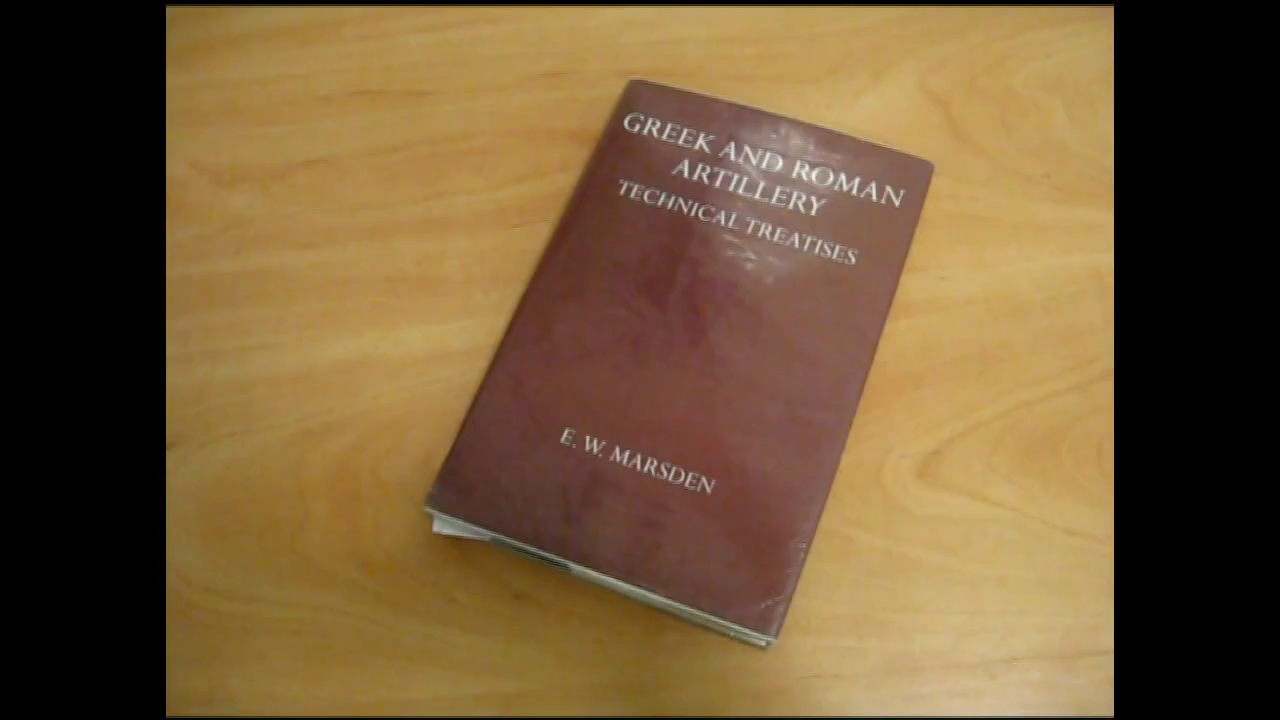 GREEK AND ROMAN
ARTILLERY
TECHNICAL TREATISES
E. W. MARSDEN